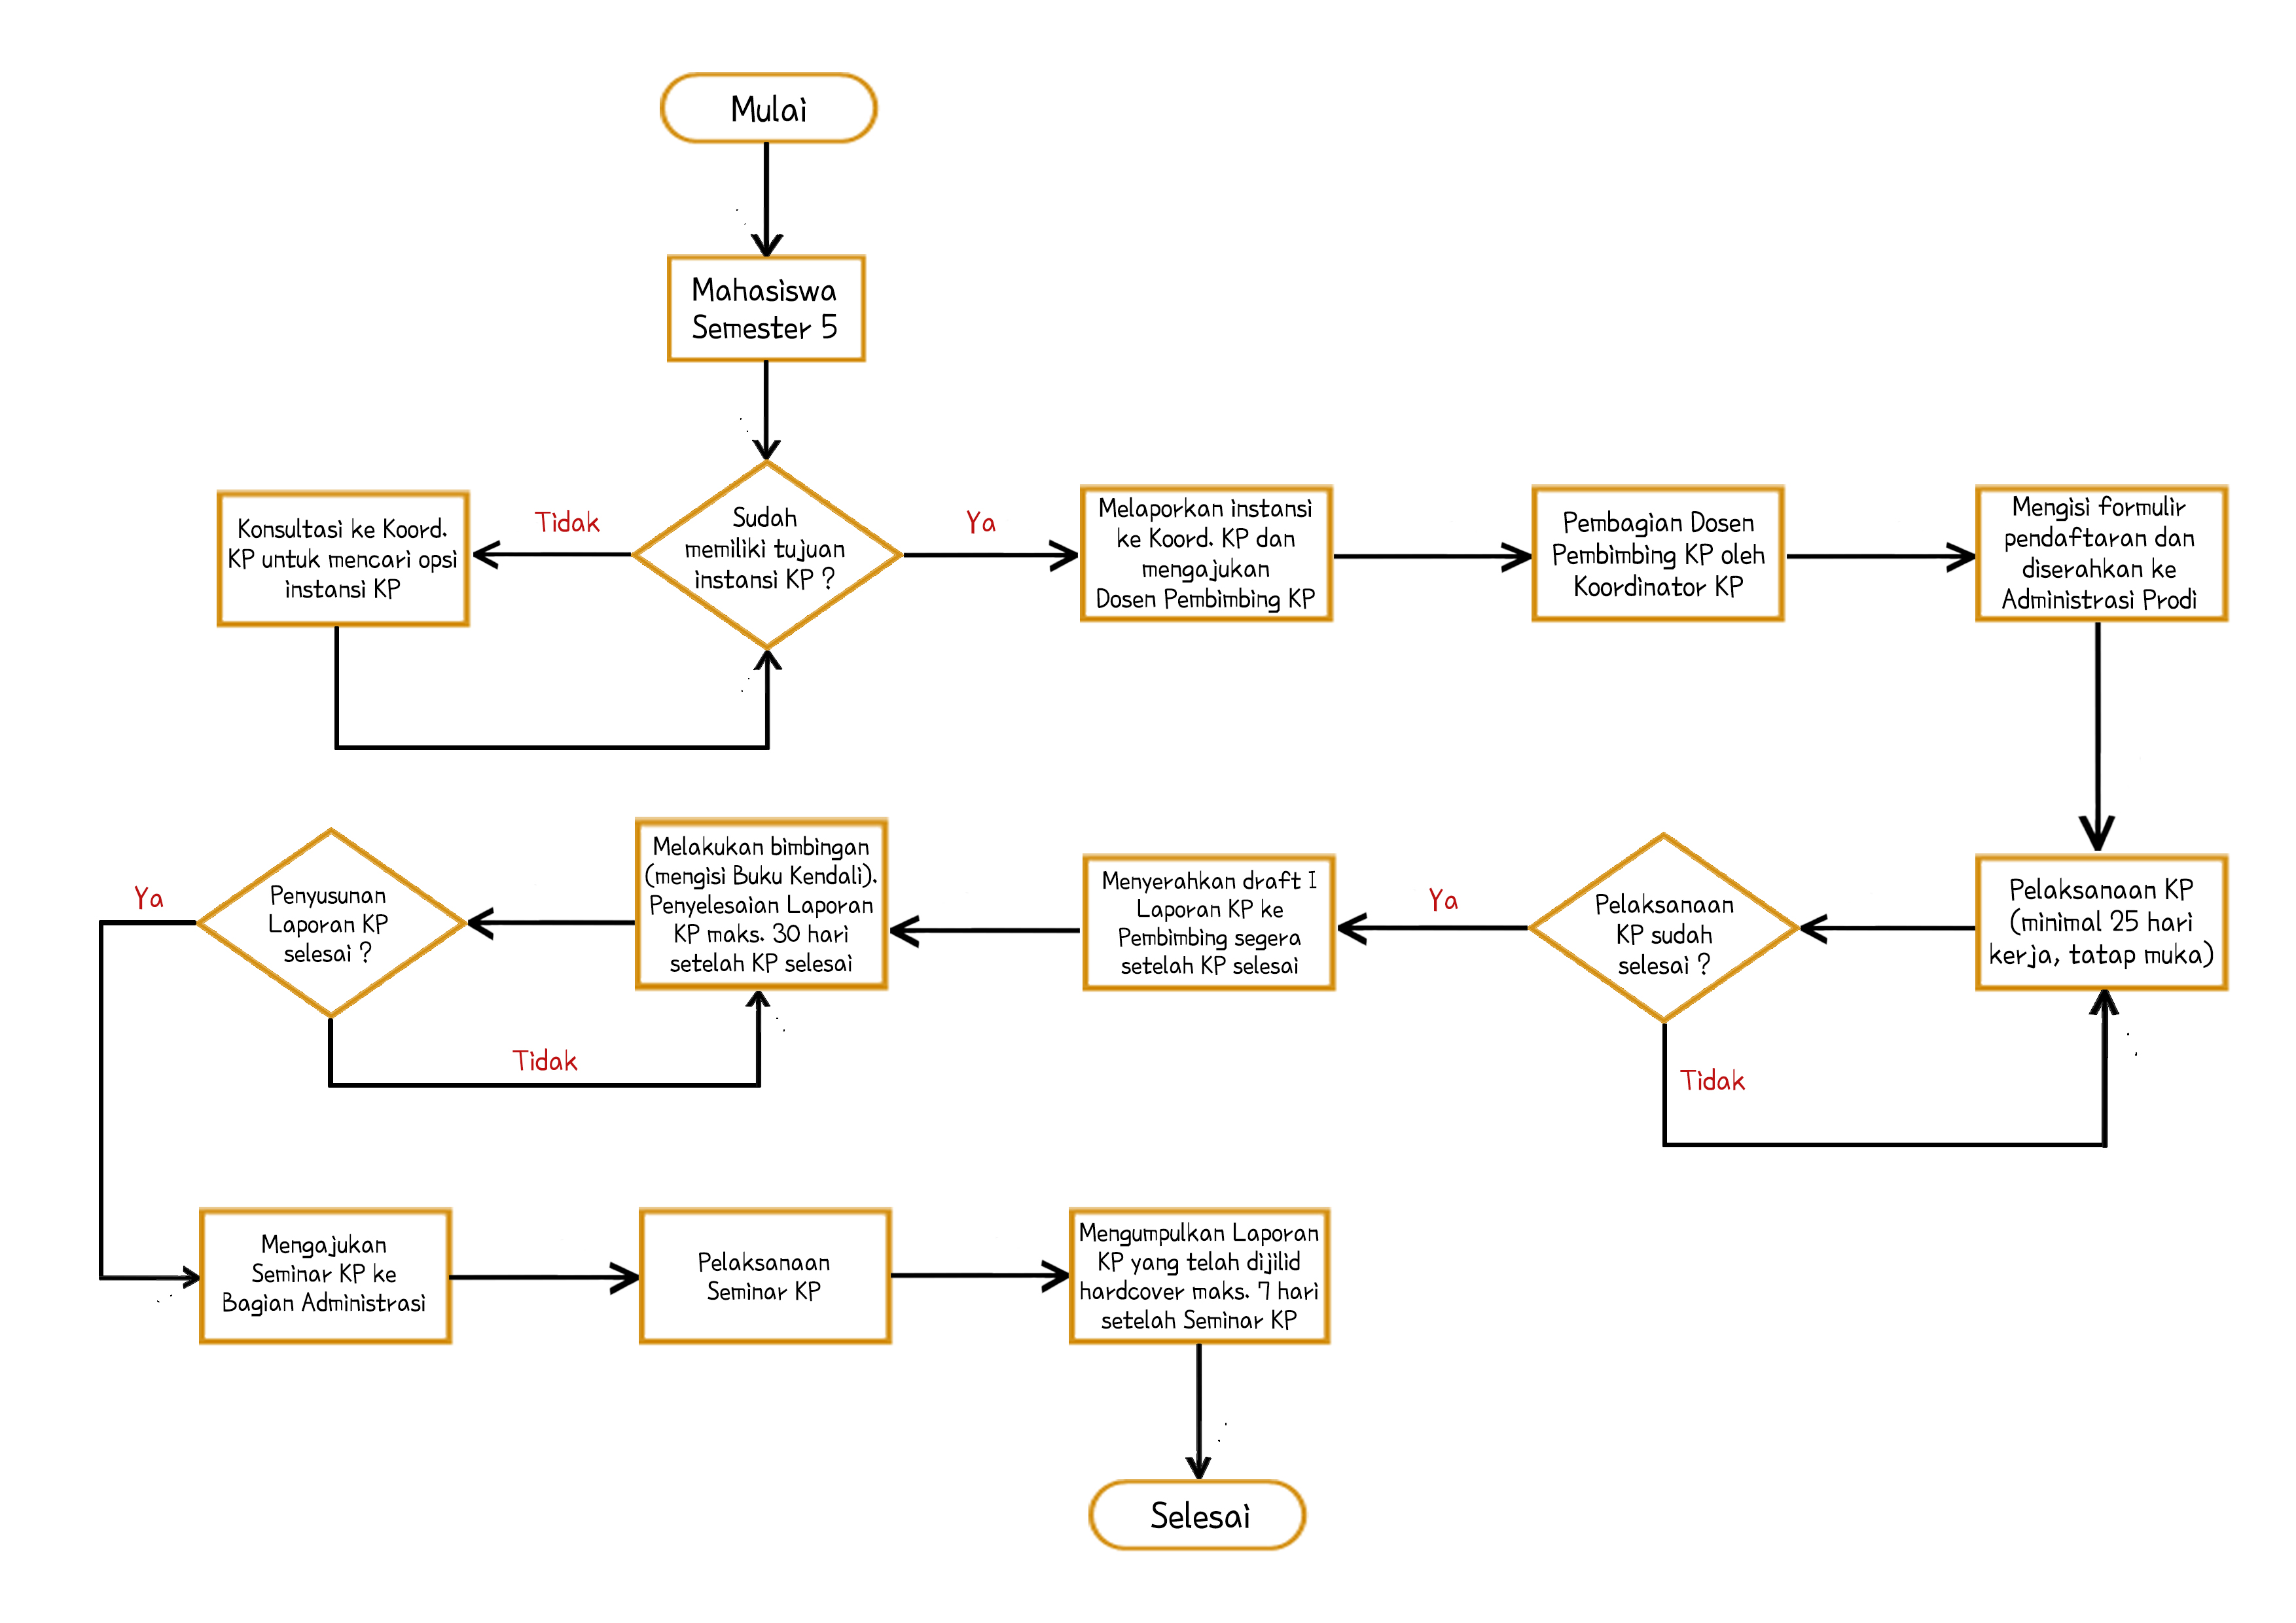 Mulai
Mahasiswa
Semester 5
Sudah
memiliki tujuan
instansi KP ?
Tidak
Konsultasi ke Koord.
KP untuk mencari opsi
instansi KP
Ya
Melaporkan instansi
ke Koord. KP dan
mengajukan
Dosen Pembimbing KP
Pembagian Dosen
Pembimbing KP oleh
Koordinator KP
Mengisi formulir
pendaftaran dan
diserahkan ke
Administrasi Prodi
Pelaksanaan KP
(minimal 25 hari
kerja, tatap muka)
Pelaksanaan
KP sudah
selesai ?
Tidak
Ya
Menyerahkan draft I
Laporan KP ke
Pembimbing segera
setelah KP selesai
Melakukan bimbingan
(mengisi Buku Kendali).
Penyelesaian Laporan
KP maks. 30 hari
setelah KP selesai
Penyusunan
Laporan KP
selesai ?
Tidak
Ya
Mengajukan
Seminar KP ke
Bagian Administrasi
Pelaksanaan
Seminar KP
Mengumpulkan Laporan
KP yang telah dijilid
hardcover maks. 7 hari
setelah Seminar KP
Selesai